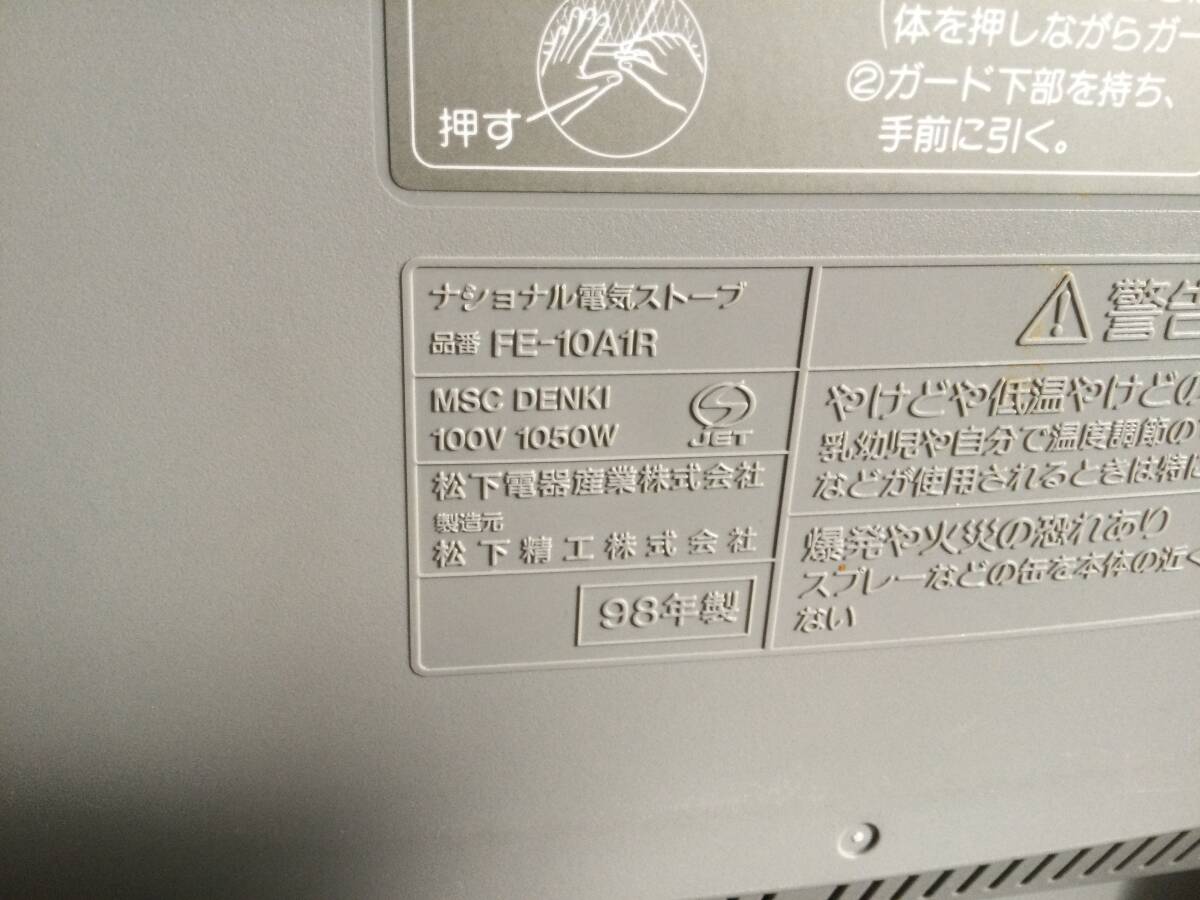 体を押しながらガー
②ガード下部を持ち、
手前に引く。
押す
ナショナル電気ストーブ
品番 FE-10A1R
MSC DENKI
100V 1050W
JET
松下電器産業株式会社
製造元
松下精工株式会社
98年製
警告
やけどや低温やけどの
乳幼児や自分で温度調節の
などが使用されるときは特に
爆発や火災の恐れあり
スプレーなどの缶を本体の近く
ない